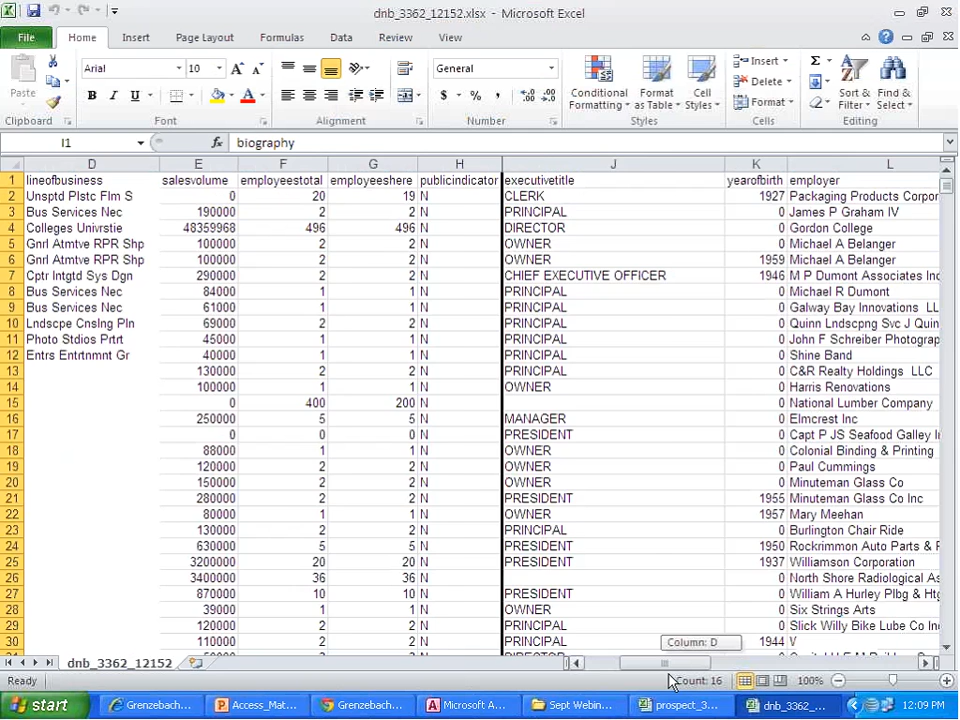 dnb_3362_12152.xlsx - Microsoft Excel
File Home Insert Page Layout Formulas Data Review View
Arial 10 General
Paste B I U $ % , Conditional Formatting Format as Table Cell Styles Insert Delete Format Σ Sort & Filter Find & Select
Clipboard Font Alignment Number Styles Cells Editing
I1 fx biography
D E F G H J K L
1 lineofbusiness salesvolume employeestotal employeeshere publicindicator executivetitle yearofbirth employer
2 Unsptd Plstc Flm S 0 20 19 N CLERK 1927 Packaging Products Corpor
3 Bus Services Nec 190000 2 2 N PRINCIPAL 0 James P Graham IV
4 Colleges Univrstie 48359968 496 496 N DIRECTOR 0 Gordon College
5 Gnrl Atmtve RPR Shp 100000 2 2 N OWNER 0 Michael A Belanger
6 Gnrl Atmtve RPR Shp 100000 2 2 N OWNER 1959 Michael A Belanger
7 Cptr Intgtd Sys Dgn 290000 2 2 N CHIEF EXECUTIVE OFFICER 1946 M P Dumont Associates Inc
8 Bus Services Nec 84000 1 1 N PRINCIPAL 0 Michael R Dumont
9 Bus Services Nec 61000 1 1 N PRINCIPAL 0 Galway Bay Innovations LL
10 Lndscpe Cnslng Pln 69000 2 2 N PRINCIPAL 0 Quinn Lndscpng Svc J Quin
11 Photo Stdios Prtrt 45000 1 1 N PRINCIPAL 0 John F Schreiber Photograp
12 Entrs Entrtnmnt Gr 40000 1 1 N PRINCIPAL 0 Shine Band
13 130000 2 2 N PRINCIPAL 0 C&R Realty Holdings LLC
14 100000 1 1 N OWNER 0 Harris Renovations
15 0 400 200 N 0 National Lumber Company
16 250000 5 5 N MANAGER 0 Elmcrest Inc
17 0 0 0 N PRESIDENT 0 Capt P JS Seafood Galley I
18 88000 1 1 N OWNER 0 Colonial Binding & Printing
19 120000 2 2 N OWNER 0 Paul Cummings
20 150000 2 2 N OWNER 0 Minuteman Glass Co
21 280000 2 2 N PRESIDENT 1955 Minuteman Glass Co Inc
22 80000 1 1 N OWNER 1957 Mary Meehan
23 130000 2 2 N PRINCIPAL 0 Burlington Chair Ride
24 630000 5 5 N PRESIDENT 1950 Rockrimmon Auto Parts & F
25 3200000 20 20 N PRESIDENT 1937 Williamson Corporation
26 3400000 36 36 N 0 North Shore Radiological As
27 870000 10 10 N PRESIDENT 0 William A Hurley Plbg & Htg
28 39000 1 1 N OWNER 0 Six Strings Arts
29 120000 2 2 N PRINCIPAL 0 Slick Willy Bike Lube Co In
30 110000 2 2 N PRINCIPAL 1944 V
Column: D
dnb_3362_12152
Ready Count: 16 100%
start Grenzebach... Access_Mat... Grenzebac... Microsoft A... Sept Webin... prospect_3... dnb_3362_... 12:09 PM